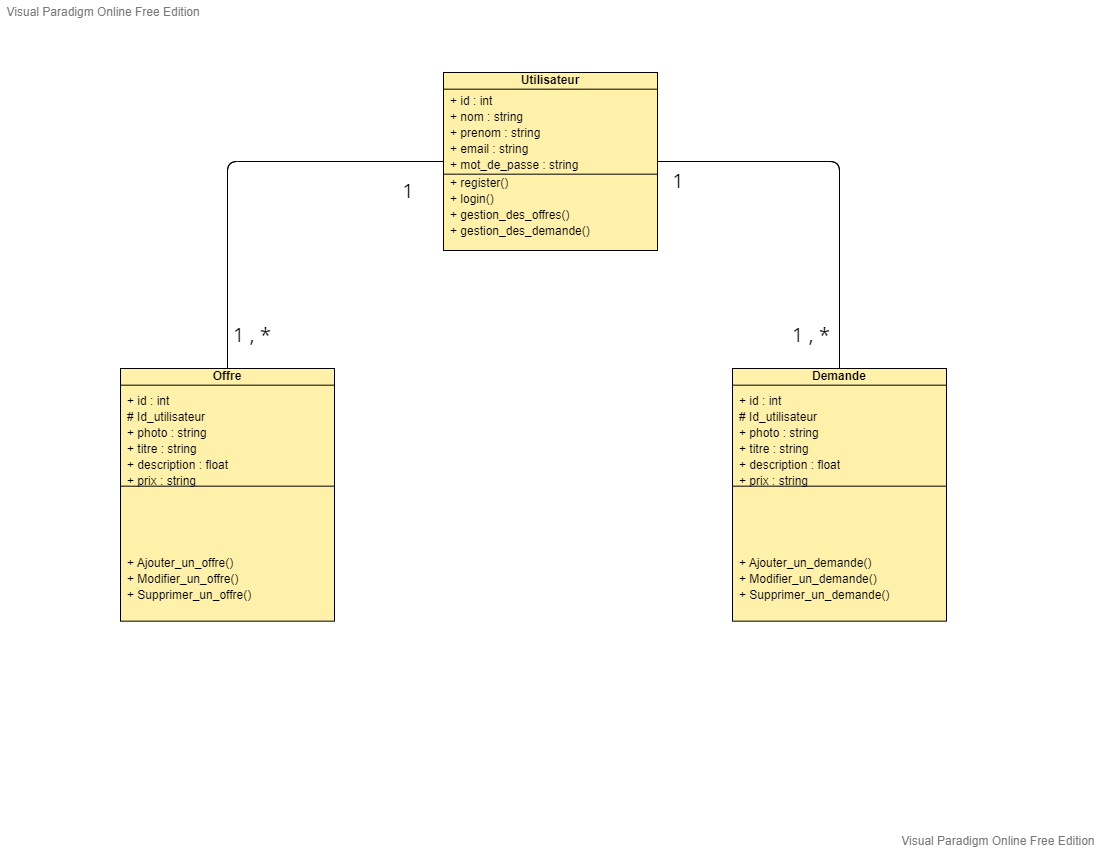 Visual Paradigm Online Free Edition
Utilisateur
+ id : int
+ nom : string
+ prenom : string
+ email : string
+ mot_de_passe : string
+ register()
+ login()
+ gestion_des_offres()
+ gestion_des_demande()
1
1
1 , *
1 , *
Offre
+ id : int
# Id_utilisateur
+ photo : string
+ titre : string
+ description : float
+ prix : string
+ Ajouter_un_offre()
+ Modifier_un_offre()
+ Supprimer_un_offre()
Demande
+ id : int
# Id_utilisateur
+ photo : string
+ titre : string
+ description : float
+ prix : string
+ Ajouter_un_demande()
+ Modifier_un_demande()
+ Supprimer_un_demande()
Visual Paradigm Online Free Edition